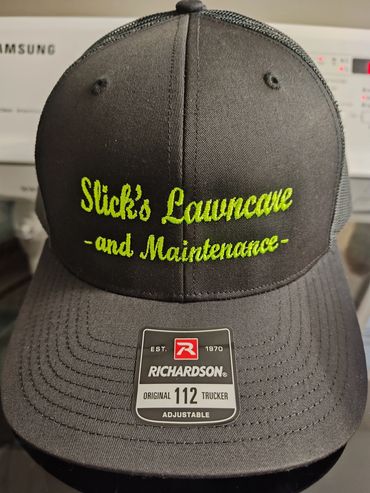 SAMSUNG
Slick's Lawncare
- and Maintenance -
EST. R 1970
RICHARDSON®
ORIGINAL 112 TRUCKER
ADJUSTABLE